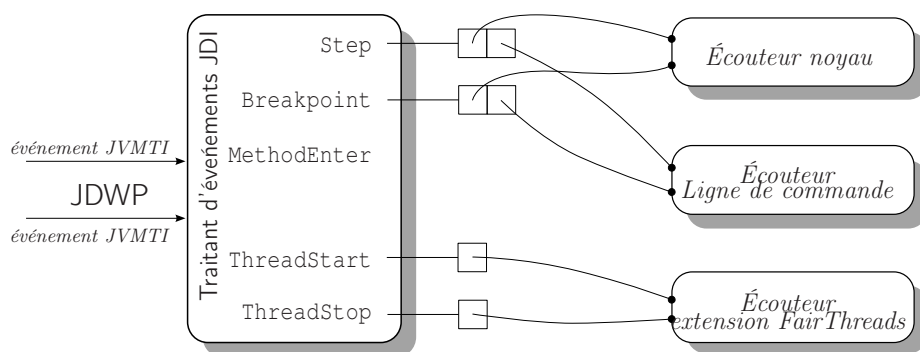 événement JVMTI
JDWP
événement JVMTI
Traitant d'évenements JDI
Step
Breakpoint
MethodEnter
ThreadStart
ThreadStop
Écouteur noyau
Écouteur
Ligne de commande
Écouteur
extension FairThreads